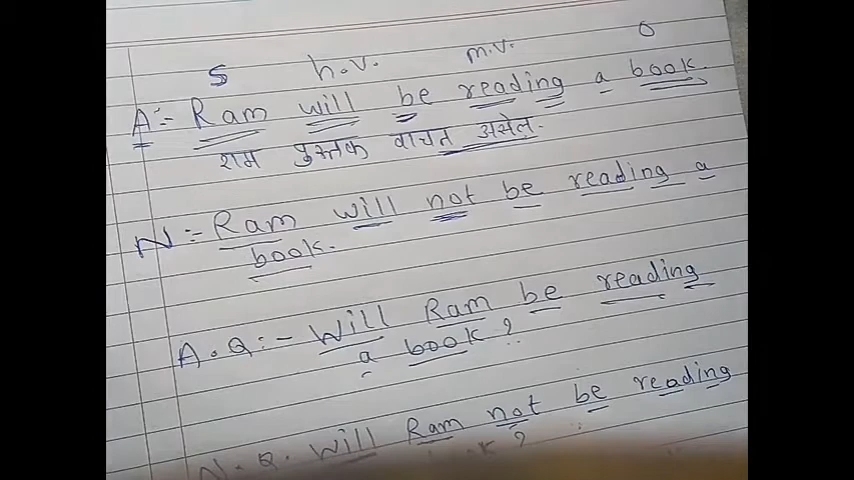 S h.v. m.v. O
A:- Ram will be reading a book.
राम पुस्तक वाचत असेल.
N:- Ram will not be reading a
book.
A.Q:- Will Ram be reading
a book?
N.Q. Will Ram not be reading
?